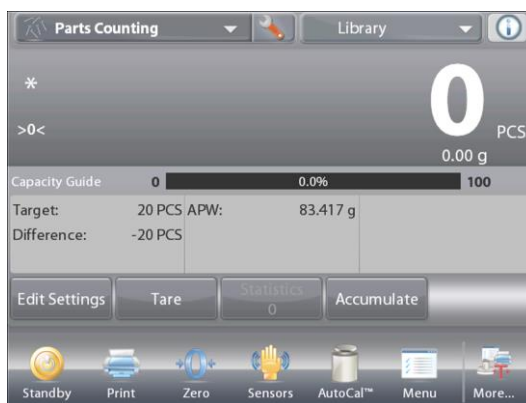 Parts Counting
Library
*
>0<
0 PCS
0.00 g
Capacity Guide 0 0.0% 100
Target: 20 PCS APW: 83.417 g
Difference: -20 PCS
Edit Settings Tare Statistics Accumulate
0
Standby Print Zero Sensors AutoCal™ Menu More...